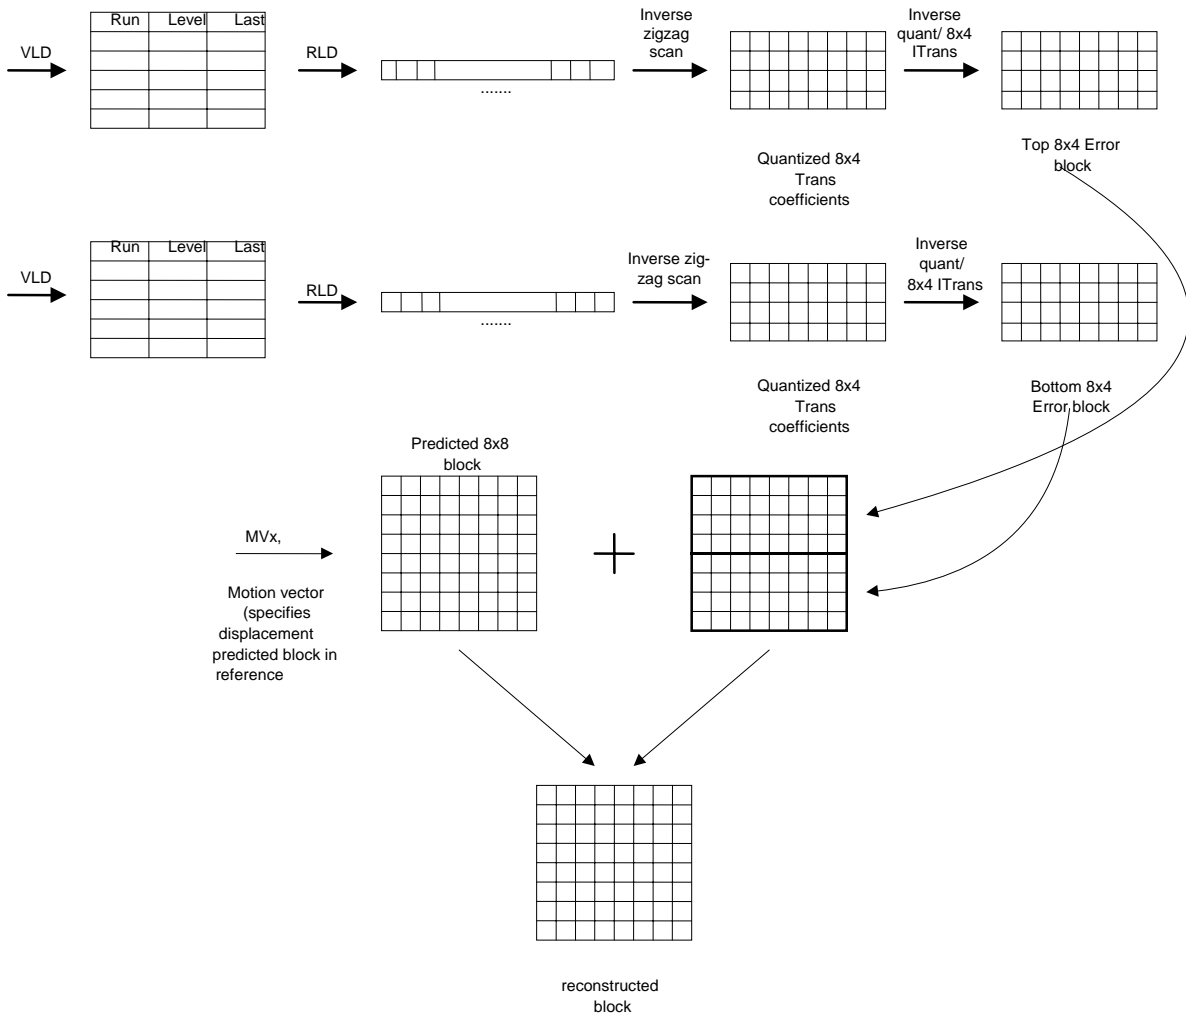 Run Level Last
VLD
RLD
.......
Inverse
zigzag
scan
Inverse
quant/ 8x4
ITrans
Quantized 8x4
Trans
coefficients
Top 8x4 Error
block
Run Level Last
VLD
RLD
.......
Inverse zig-
zag scan
Inverse
quant/
8x4 ITrans
Quantized 8x4
Trans
coefficients
Bottom 8x4
Error block
Predicted 8x8
block
MVx,
Motion vector
(specifies
displacement
predicted block in
reference
reconstructed
block